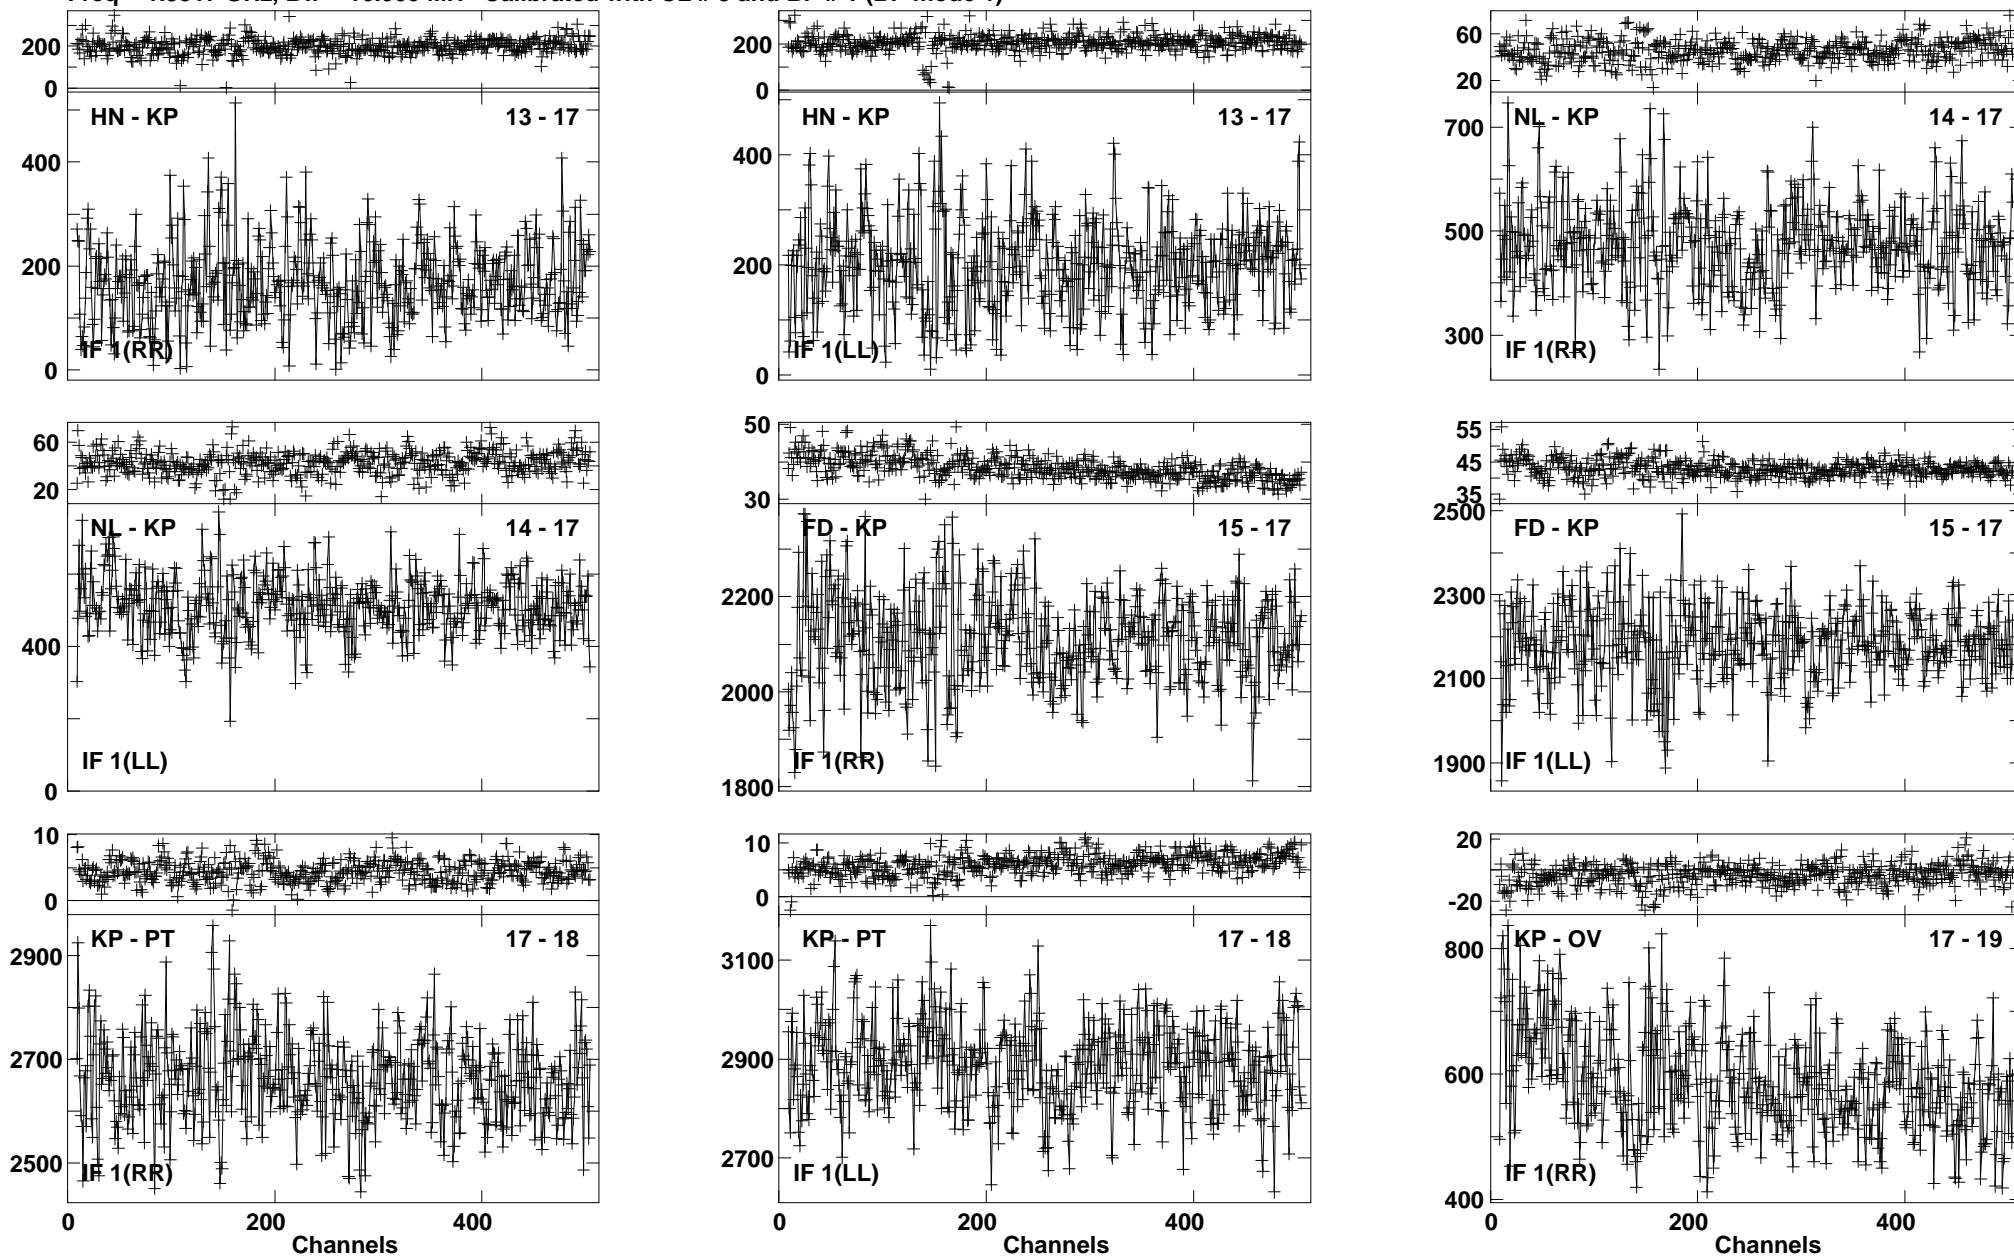 200
0
HN - KP 13 - 17
400
200
0
IF 1(RR)
200
0
HN - KP 13 - 17
400
200
0
IF 1(LL)
60
20
NL - KP 14 - 17
700
500
300
IF 1(RR)
60
20
NL - KP 14 - 17
400
0
IF 1(LL)
50
30
FD - KP 15 - 17
2200
2000
1800
IF 1(RR)
55
45
35
2500
FD - KP 15 - 17
2300
2100
1900
IF 1(LL)
10
0
KP - PT 17 - 18
2900
2700
2500
IF 1(RR)
0 200 400
Channels
10
0
KP - PT 17 - 18
3100
2900
2700
IF 1(LL)
0 200 400
Channels
20
-20
KP - OV 17 - 19
800
600
400
IF 1(RR)
0 200 400
Channels